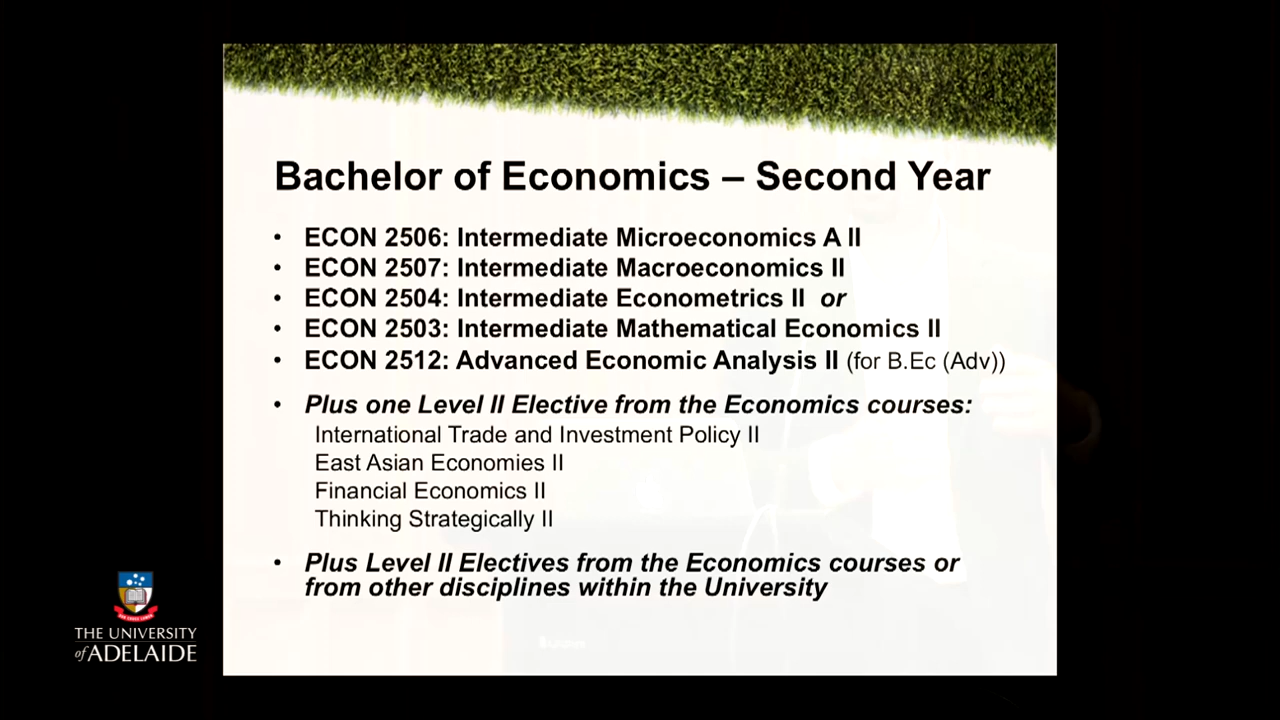 Bachelor of Economics – Second Year
• ECON 2506: Intermediate Microeconomics A II
• ECON 2507: Intermediate Macroeconomics II
• ECON 2504: Intermediate Econometrics II or
• ECON 2503: Intermediate Mathematical Economics II
• ECON 2512: Advanced Economic Analysis II (for B.Ec (Adv))
• Plus one Level II Elective from the Economics courses:
International Trade and Investment Policy II
East Asian Economies II
Financial Economics II
Thinking Strategically II
• Plus Level II Electives from the Economics courses or
from other disciplines within the University
THE UNIVERSITY
of ADELAIDE